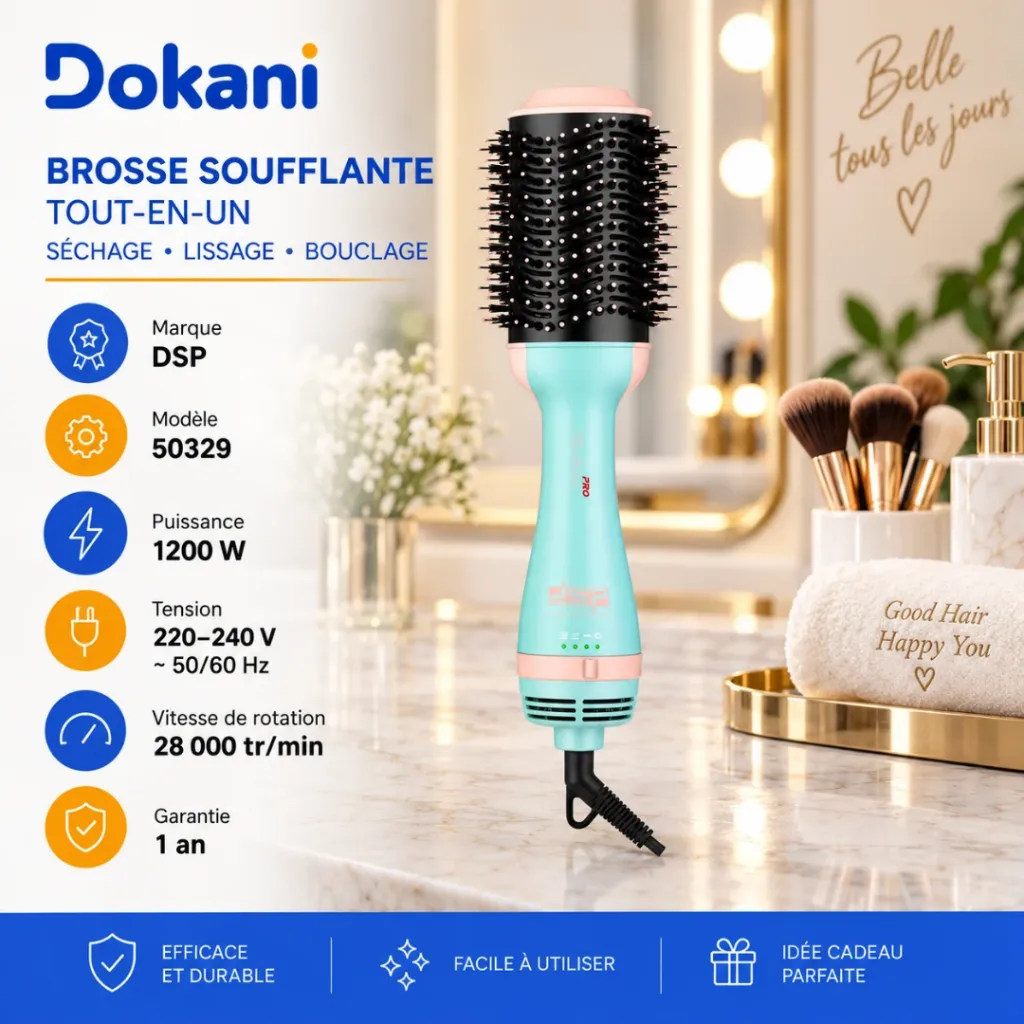 Dokani
BROSSE SOUFFLANTE
TOUT-EN-UN
SÉCHAGE • LISSAGE • BOUCLAGE
Marque
DSP
Modèle
50329
Puissance
1200 W
Tension
220–240 V
~ 50/60 Hz
Vitesse de rotation
28 000 tr/min
Garantie
1 an
Belle
tous les jours
PRO
Good Hair
Happy You
EFFICACE
ET DURABLE
FACILE À UTILISER
IDÉE CADEAU
PARFAITE